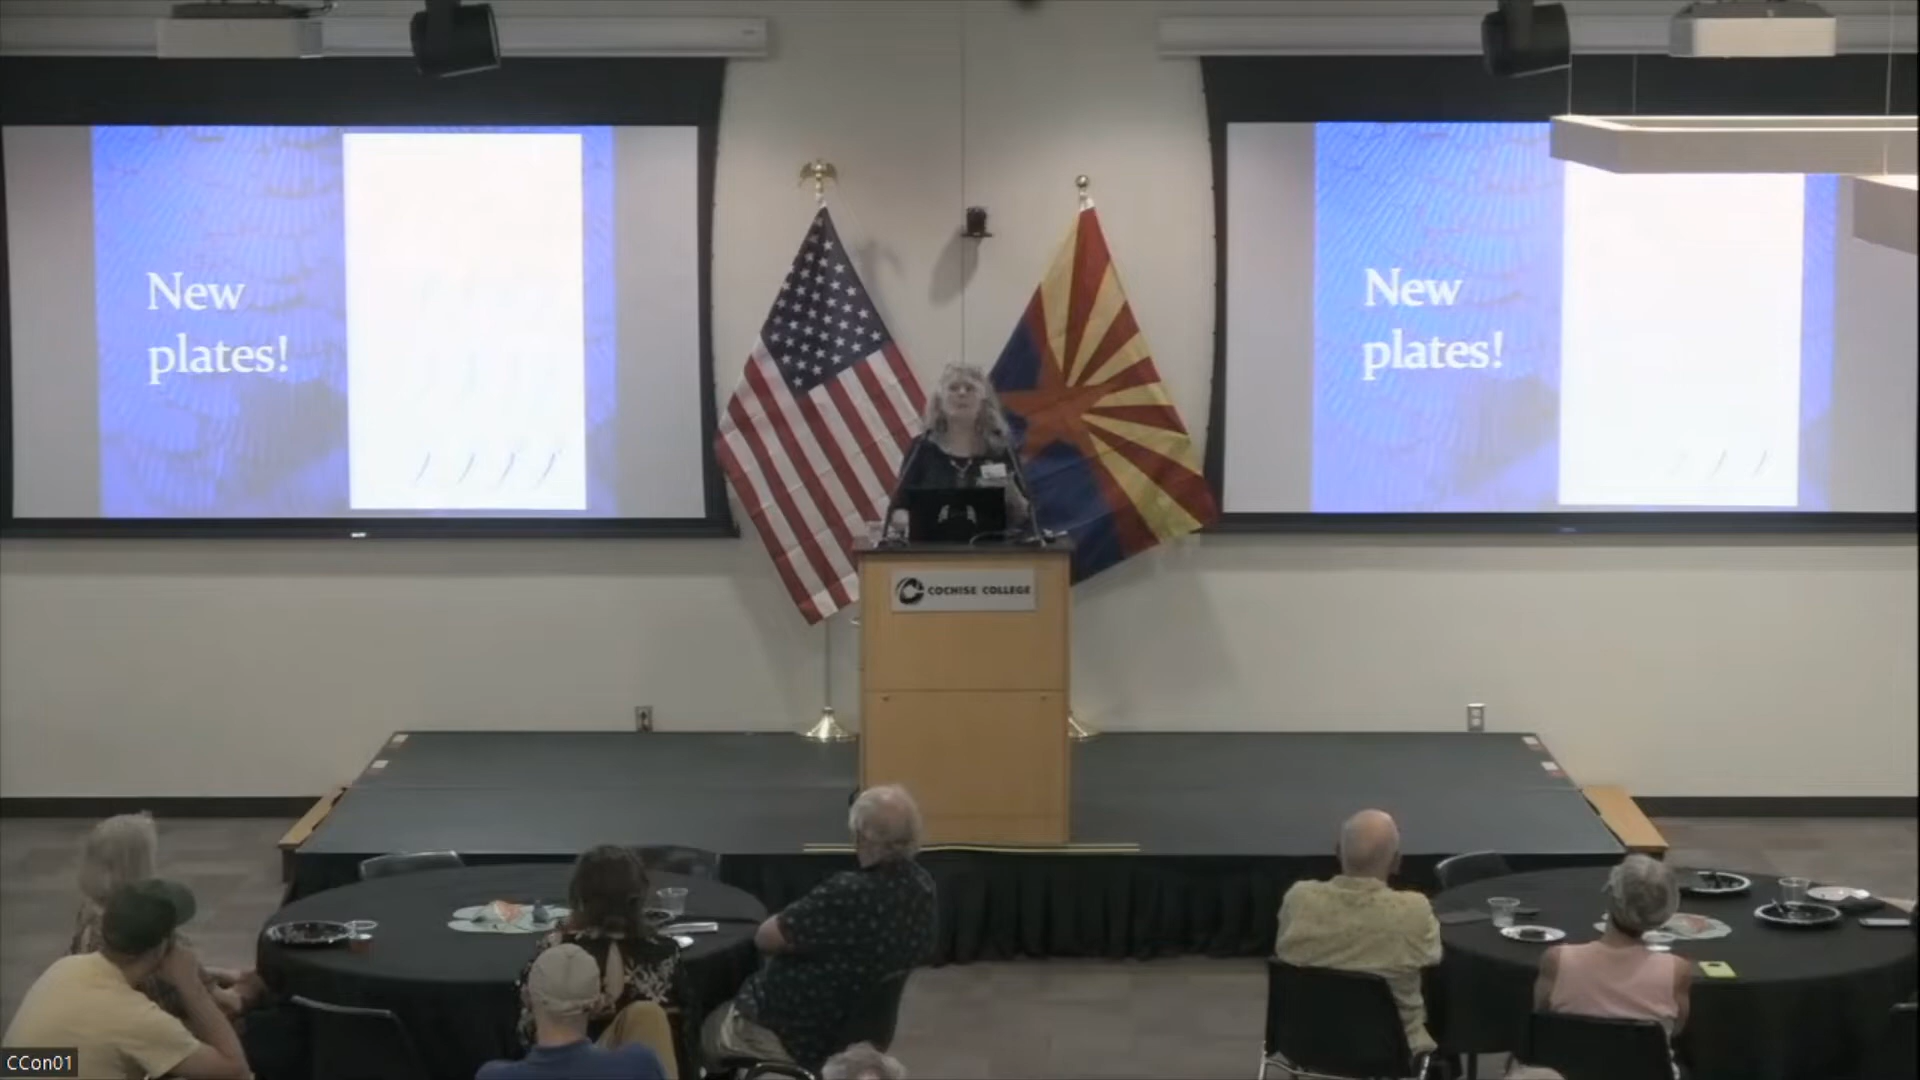 New
plates!
New
plates!
COCHISE COLLEGE
CCon01